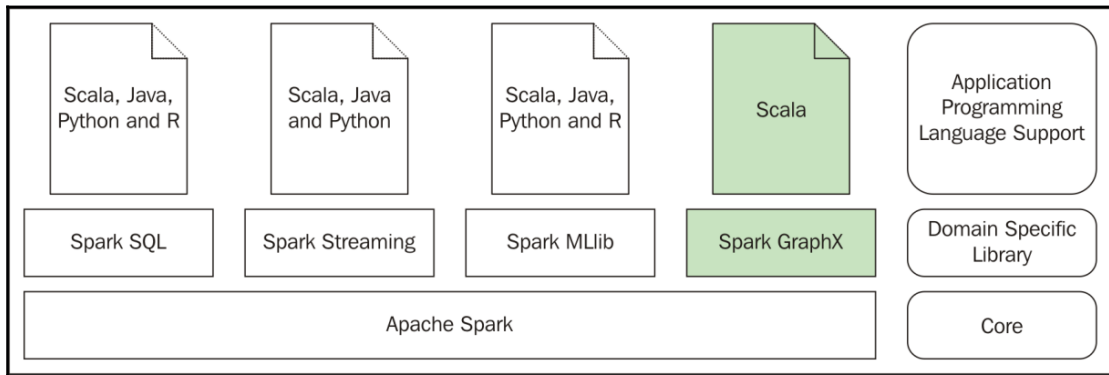 Scala, Java,
Python and R
Scala, Java
and Python
Scala, Java,
Python and R
Scala
Application
Programming
Language Support
Spark SQL
Spark Streaming
Spark MLlib
Spark GraphX
Domain Specific
Library
Apache Spark
Core